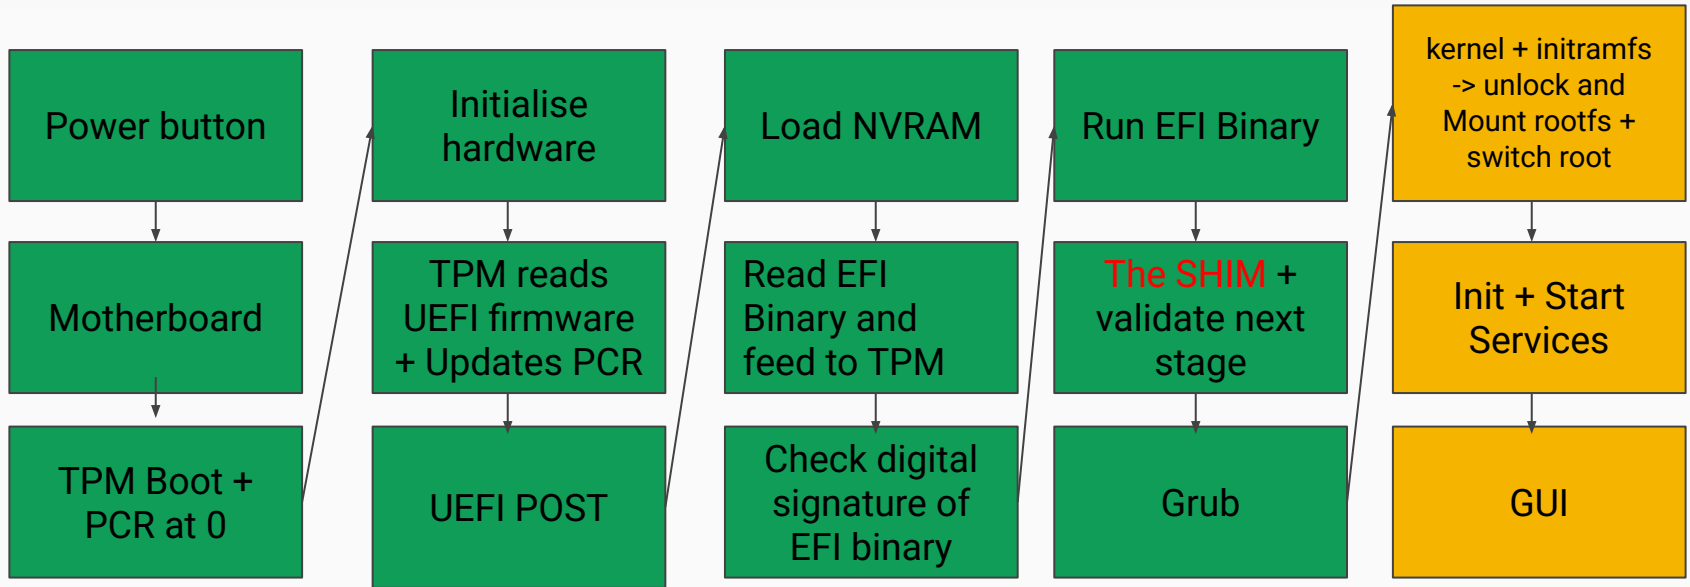 Power button
Motherboard
TPM Boot +
PCR at 0
Initialise
hardware
TPM reads
UEFI firmware
+ Updates PCR
UEFI POST
Load NVRAM
Read EFI
Binary and
feed to TPM
Check digital
signature of
EFI binary
Run EFI Binary
The SHIM +
validate next
stage
Grub
kernel + initramfs
-> unlock and
Mount rootfs +
switch root
Init + Start
Services
GUI